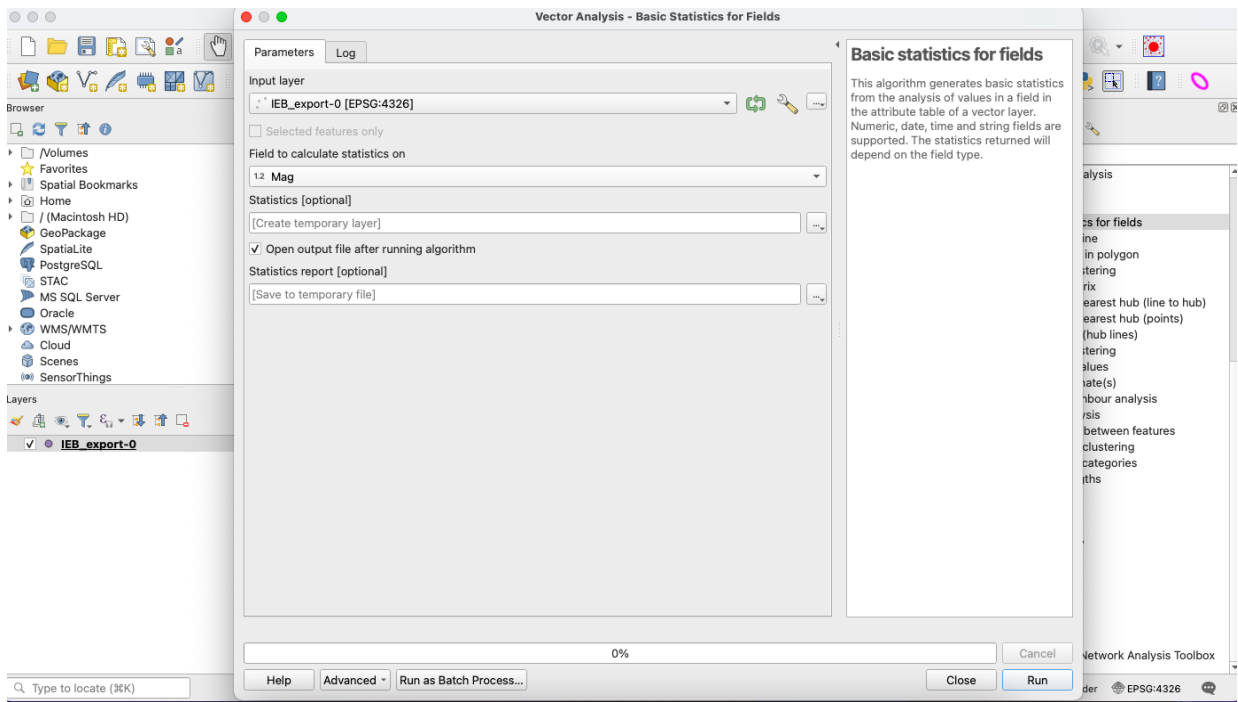 Vector Analysis - Basic Statistics for Fields
Browser
/Volumes
Favorites
Spatial Bookmarks
Home
/ (Macintosh HD)
GeoPackage
SpatiaLite
PostgreSQL
STAC
MS SQL Server
Oracle
WMS/WMTS
Cloud
Scenes
SensorThings
Layers
IEB_export-0
Type to locate (⌘K)
Parameters
Log
Input layer
IEB_export-0 [EPSG:4326]
...
Selected features only
Field to calculate statistics on
1.2 Mag
Statistics [optional]
[Create temporary layer]
...
Open output file after running algorithm
Statistics report [optional]
[Save to temporary file]
...
0%
Cancel
Help
Advanced
Run as Batch Process...
Close
Run
Basic statistics for fields
This algorithm generates basic statistics
from the analysis of values in a field in
the attribute table of a vector layer.
Numeric, date, time and string fields are
supported. The statistics returned will
depend on the field type.
alysis
cs for fields
ine
in polygon
stering
rix
earest hub (line to hub)
earest hub (points)
(hub lines)
stering
alues
nate(s)
hbour analysis
ysis
between features
clustering
categories
ths
Network Analysis Toolbox
der
EPSG:4326